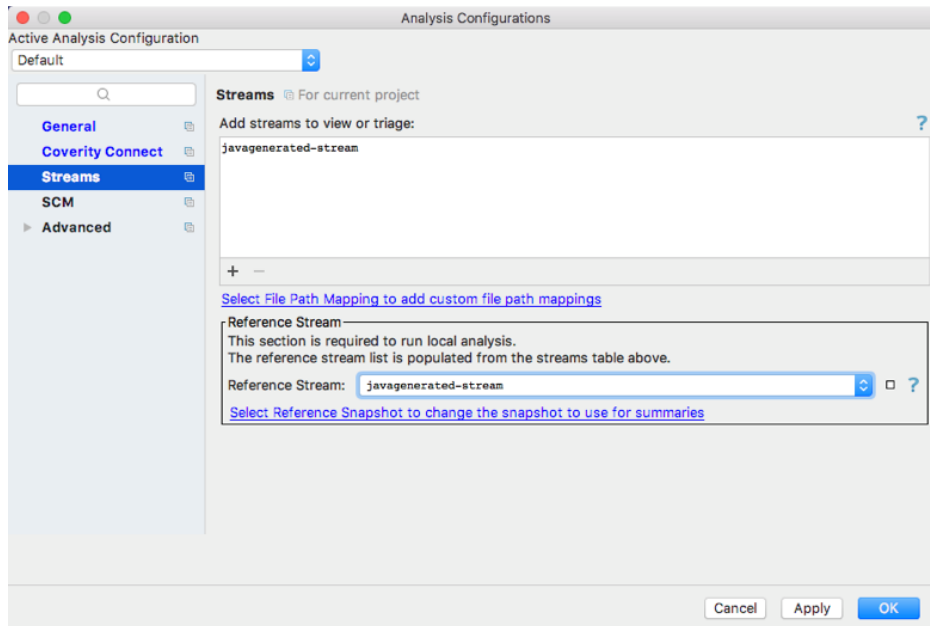 Analysis Configurations
Active Analysis Configuration
Default
Streams For current project
General
Coverity Connect
Streams
SCM
Advanced
Add streams to view or triage:
?
javagenerated-stream
+ −
Select File Path Mapping to add custom file path mappings
Reference Stream
This section is required to run local analysis.
The reference stream list is populated from the streams table above.
Reference Stream: javagenerated-stream ?
Select Reference Snapshot to change the snapshot to use for summaries
Cancel Apply OK